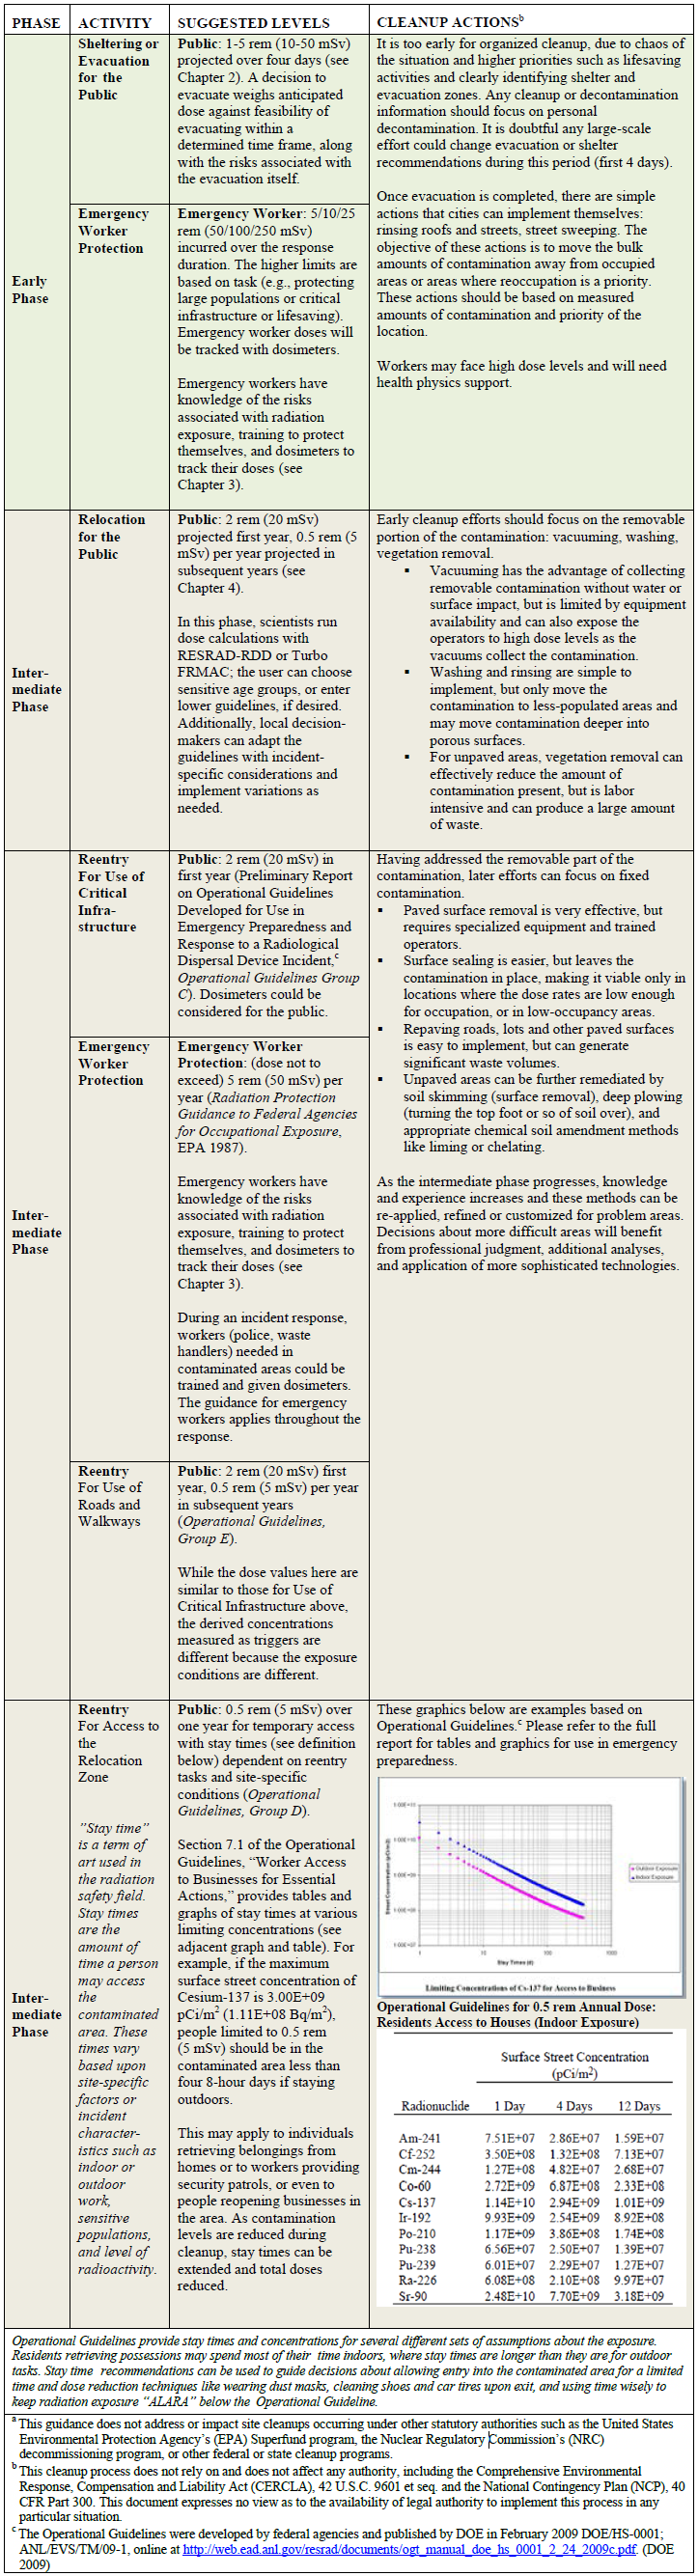 PHASE
ACTIVITY
SUGGESTED LEVELS
CLEANUP ACTIONSb
Early
Phase
Sheltering or
Evacuation
for the
Public
Public: 1-5 rem (10-50 mSv)
projected over four days (see
Chapter 2). A decision to
evacuate weighs anticipated
dose against feasibility of
evacuating within a
determined time frame, along
with the risks associated with
the evacuation itself.
Emergency
Worker
Protection
Emergency Worker: 5/10/25
rem (50/100/250 mSv)
incurred over the response
duration. The higher limits are
based on task (e.g., protecting
large populations or critical
infrastructure or lifesaving).
Emergency worker doses will
be tracked with dosimeters.
Emergency workers have
knowledge of the risks
associated with radiation
exposure, training to protect
themselves, and dosimeters to
track their doses (see
Chapter 3).
It is too early for organized cleanup, due to chaos of
the situation and higher priorities such as lifesaving
activities and clearly identifying shelter and
evacuation zones. Any cleanup or decontamination
information should focus on personal
decontamination. It is doubtful any large-scale
effort could change evacuation or shelter
recommendations during this period (first 4 days).
Once evacuation is completed, there are simple
actions that cities can implement themselves:
rinsing roofs and streets, street sweeping. The
objective of these actions is to move the bulk
amounts of contamination away from occupied
areas or areas where reoccupation is a priority.
These actions should be based on measured
amounts of contamination and priority of the
location.
Workers may face high dose levels and will need
health physics support.
Inter-
mediate
Phase
Relocation
for the
Public
Public: 2 rem (20 mSv)
projected first year, 0.5 rem (5
mSv) per year projected in
subsequent years (see
Chapter 4).
In this phase, scientists run
dose calculations with
RESRAD-RDD or Turbo
FRMAC; the user can choose
sensitive age groups, or enter
lower guidelines, if desired.
Additionally, local decision-
makers can adapt the
guidelines with incident-
specific considerations and
implement variations as
needed.
Early cleanup efforts should focus on the removable
portion of the contamination: vacuuming, washing,
vegetation removal.
▪ Vacuuming has the advantage of collecting
removable contamination without water or
surface impact, but is limited by equipment
availability and can also expose the
operators to high dose levels as the
vacuums collect the contamination.
▪ Washing and rinsing are simple to
implement, but only move the
contamination to less-populated areas and
may move contamination deeper into
porous surfaces.
▪ For unpaved areas, vegetation removal can
effectively reduce the amount of
contamination present, but is labor
intensive and can produce a large amount
of waste.
Inter-
mediate
Phase
Reentry
For Use of
Critical
Infra-
structure
Public: 2 rem (20 mSv) in
first year (Preliminary Report
on Operational Guidelines
Developed for Use in
Emergency Preparedness and
Response to a Radiological
Dispersal Device Incident,c
Operational Guidelines Group
C). Dosimeters could be
considered for the public.
Emergency
Worker
Protection
Emergency Worker
Protection: (dose not to
exceed) 5 rem (50 mSv) per
year (Radiation Protection
Guidance to Federal Agencies
for Occupational Exposure,
EPA 1987).
Emergency workers have
knowledge of the risks
associated with radiation
exposure, training to protect
themselves, and dosimeters to
track their doses (see
Chapter 3).
During an incident response,
workers (police, waste
handlers) needed in
contaminated areas could be
trained and given dosimeters.
The guidance for emergency
workers applies throughout the
response.
Reentry
For Use of
Roads and
Walkways
Public: 2 rem (20 mSv) first
year, 0.5 rem (5 mSv) per year
in subsequent years
(Operational Guidelines,
Group E).
While the dose values here are
similar to those for Use of
Critical Infrastructure above,
the derived concentrations
measured as triggers are
different because the exposure
conditions are different.
Having addressed the removable part of the
contamination, later efforts can focus on fixed
contamination.
▪ Paved surface removal is very effective, but
requires specialized equipment and trained
operators.
▪ Surface sealing is easier, but leaves the
contamination in place, making it viable only in
locations where the dose rates are low enough
for occupation, or in low-occupancy areas.
▪ Repaving roads, lots and other paved surfaces
is easy to implement, but can generate
significant waste volumes.
▪ Unpaved areas can be further remediated by
soil skimming (surface removal), deep plowing
(turning the top foot or so of soil over), and
appropriate chemical soil amendment methods
like liming or chelating.
As the intermediate phase progresses, knowledge
and experience increases and these methods can be
re-applied, refined or customized for problem areas.
Decisions about more difficult areas will benefit
from professional judgment, additional analyses,
and application of more sophisticated technologies.
Inter-
mediate
Phase
Reentry
For Access to
the
Relocation
Zone
"Stay time"
is a term of
art used in
the radiation
safety field.
Stay times
are the
amount of
time a person
may access
the
contaminated
area. These
times vary
based upon
site-specific
factors or
incident
character-
istics such as
indoor or
outdoor
work,
sensitive
populations,
and level of
radioactivity.
Public: 0.5 rem (5 mSv) over
one year for temporary access
with stay times (see definition
below) dependent on reentry
tasks and site-specific
conditions (Operational
Guidelines, Group D).
Section 7.1 of the Operational
Guidelines, "Worker Access
to Businesses for Essential
Actions," provides tables and
graphs of stay times at various
limiting concentrations (see
adjacent graph and table). For
example, if the maximum
surface street concentration of
Cesium-137 is 3.00E+09
pCi/m2 (1.11E+08 Bq/m2),
people limited to 0.5 rem
(5 mSv) should be in the
contaminated area less than
four 8-hour days if staying
outdoors.
This may apply to individuals
retrieving belongings from
homes or to workers providing
security patrols, or even to
people reopening businesses in
the area. As contamination
levels are reduced during
cleanup, stay times can be
extended and total doses
reduced.
These graphics below are examples based on
Operational Guidelines.c Please refer to the full
report for tables and graphics for use in emergency
preparedness.
Street Concentration (pCi/m2)
1.00E+11
1.00E+10
1.00E+09
1.00E+08
1.00E+07
1 10 100 1000
Stay Times (d)
Outdoor Exposure
Indoor Exposure
Limiting Concentrations of Cs-137 for Access to Business
Operational Guidelines for 0.5 rem Annual Dose:
Residents Access to Houses (Indoor Exposure)
Surface Street Concentration
(pCi/m2)
Radionuclide 1 Day 4 Days 12 Days
Am-241 7.51E+07 2.86E+07 1.59E+07
Cf-252 3.50E+08 1.32E+08 7.13E+07
Cm-244 1.27E+08 4.82E+07 2.68E+07
Co-60 2.72E+09 6.87E+08 2.33E+08
Cs-137 1.14E+10 2.94E+09 1.01E+09
Ir-192 9.93E+09 2.54E+09 8.92E+08
Po-210 1.17E+09 3.86E+08 1.74E+08
Pu-238 6.56E+07 2.50E+07 1.39E+07
Pu-239 6.01E+07 2.29E+07 1.27E+07
Ra-226 6.08E+08 2.10E+08 9.97E+07
Sr-90 2.48E+10 7.70E+09 3.18E+09
Operational Guidelines provide stay times and concentrations for several different sets of assumptions about the exposure.
Residents retrieving possessions may spend most of their time indoors, where stay times are longer than they are for outdoor
tasks. Stay time recommendations can be used to guide decisions about allowing entry into the contaminated area for a limited
time and dose reduction techniques like wearing dust masks, cleaning shoes and car tires upon exit, and using time wisely to
keep radiation exposure "ALARA" below the Operational Guideline.
a This guidance does not address or impact site cleanups occurring under other statutory authorities such as the United States
Environmental Protection Agency's (EPA) Superfund program, the Nuclear Regulatory Commission's (NRC)
decommissioning program, or other federal or state cleanup programs.
b This cleanup process does not rely on and does not affect any authority, including the Comprehensive Environmental
Response, Compensation and Liability Act (CERCLA), 42 U.S.C. 9601 et seq. and the National Contingency Plan (NCP), 40
CFR Part 300. This document expresses no view as to the availability of legal authority to implement this process in any
particular situation.
c The Operational Guidelines were developed by federal agencies and published by DOE in February 2009 DOE/HS-0001;
ANL/EVS/TM/09-1, online at http://web.ead.anl.gov/resrad/documents/ogt_manual_doe_hs_0001_2_24_2009c.pdf. (DOE
2009)